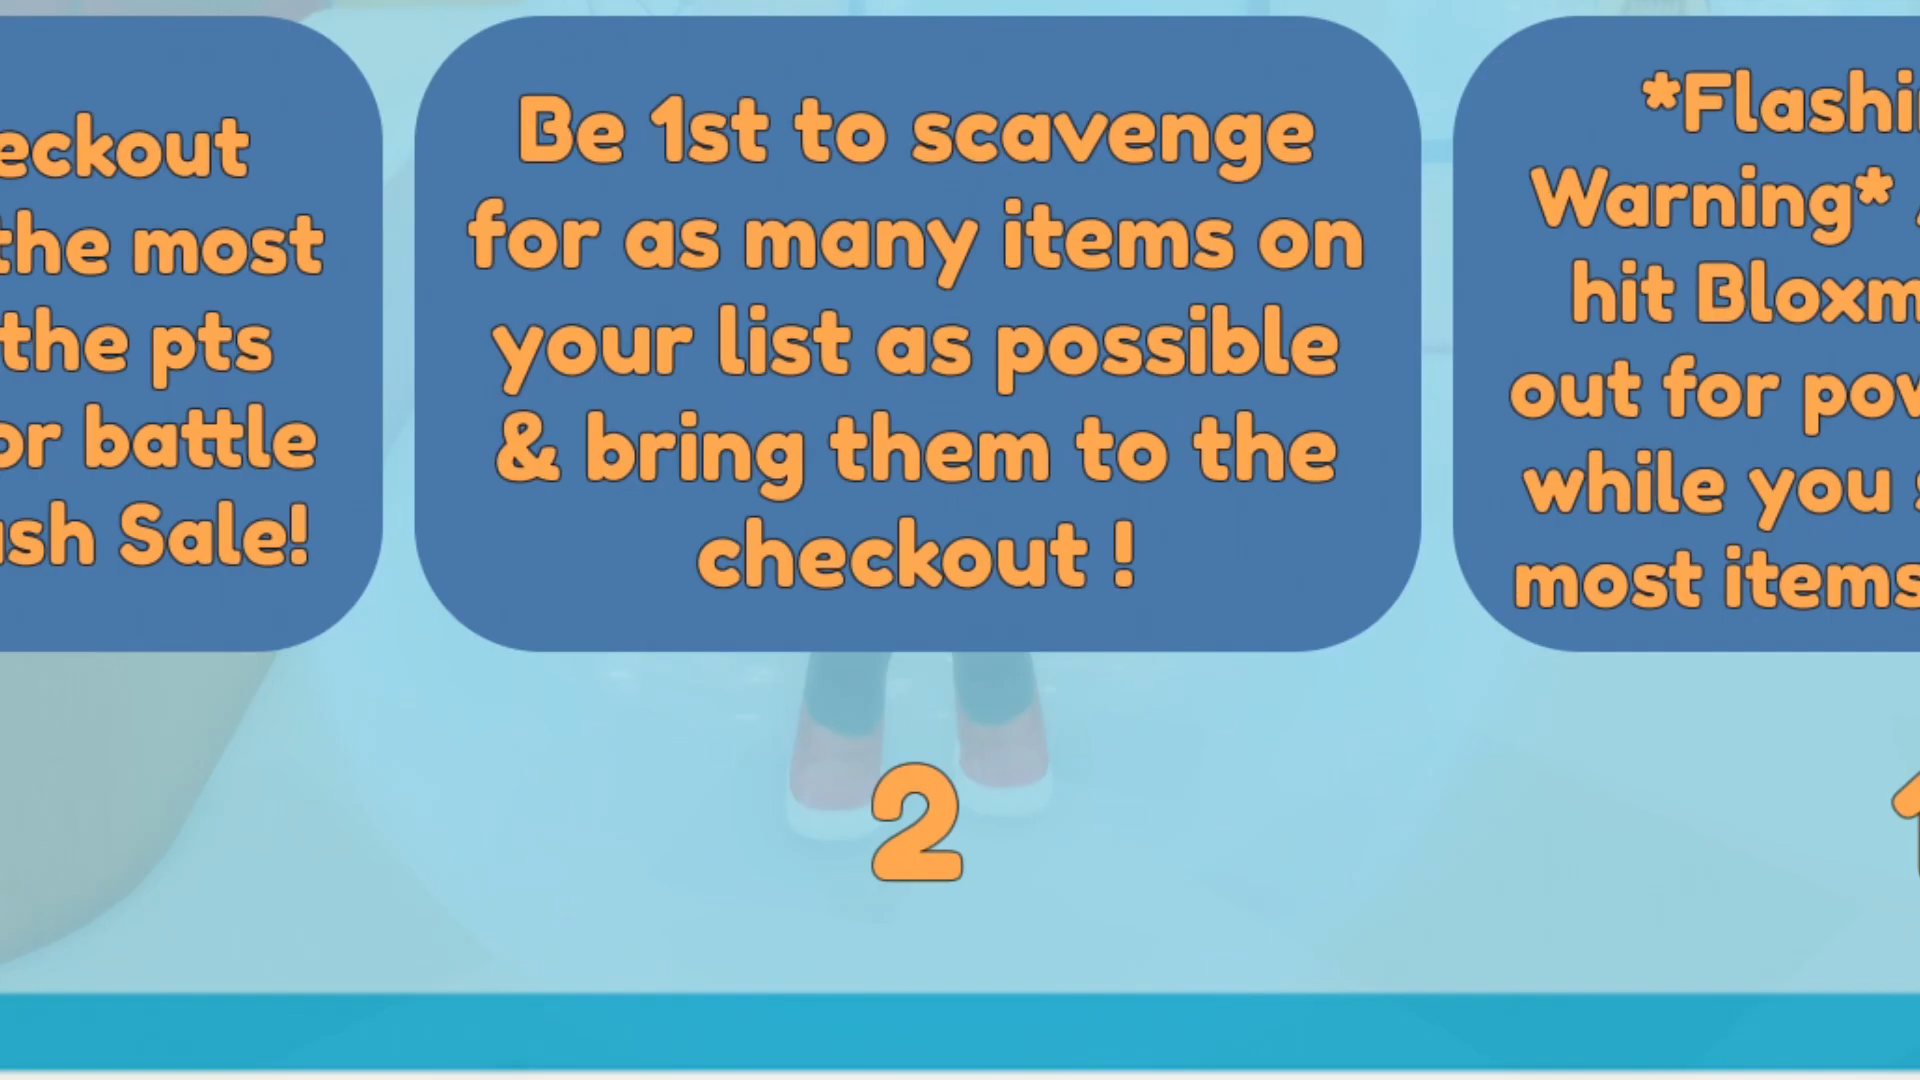 eckout
the most
the pts
or battle
sh Sale!
Be 1st to scavenge
for as many items on
your list as possible
& bring them to the
checkout !
2
*Flashi
Warning*
hit Bloxm
out for pow
while you s
most items